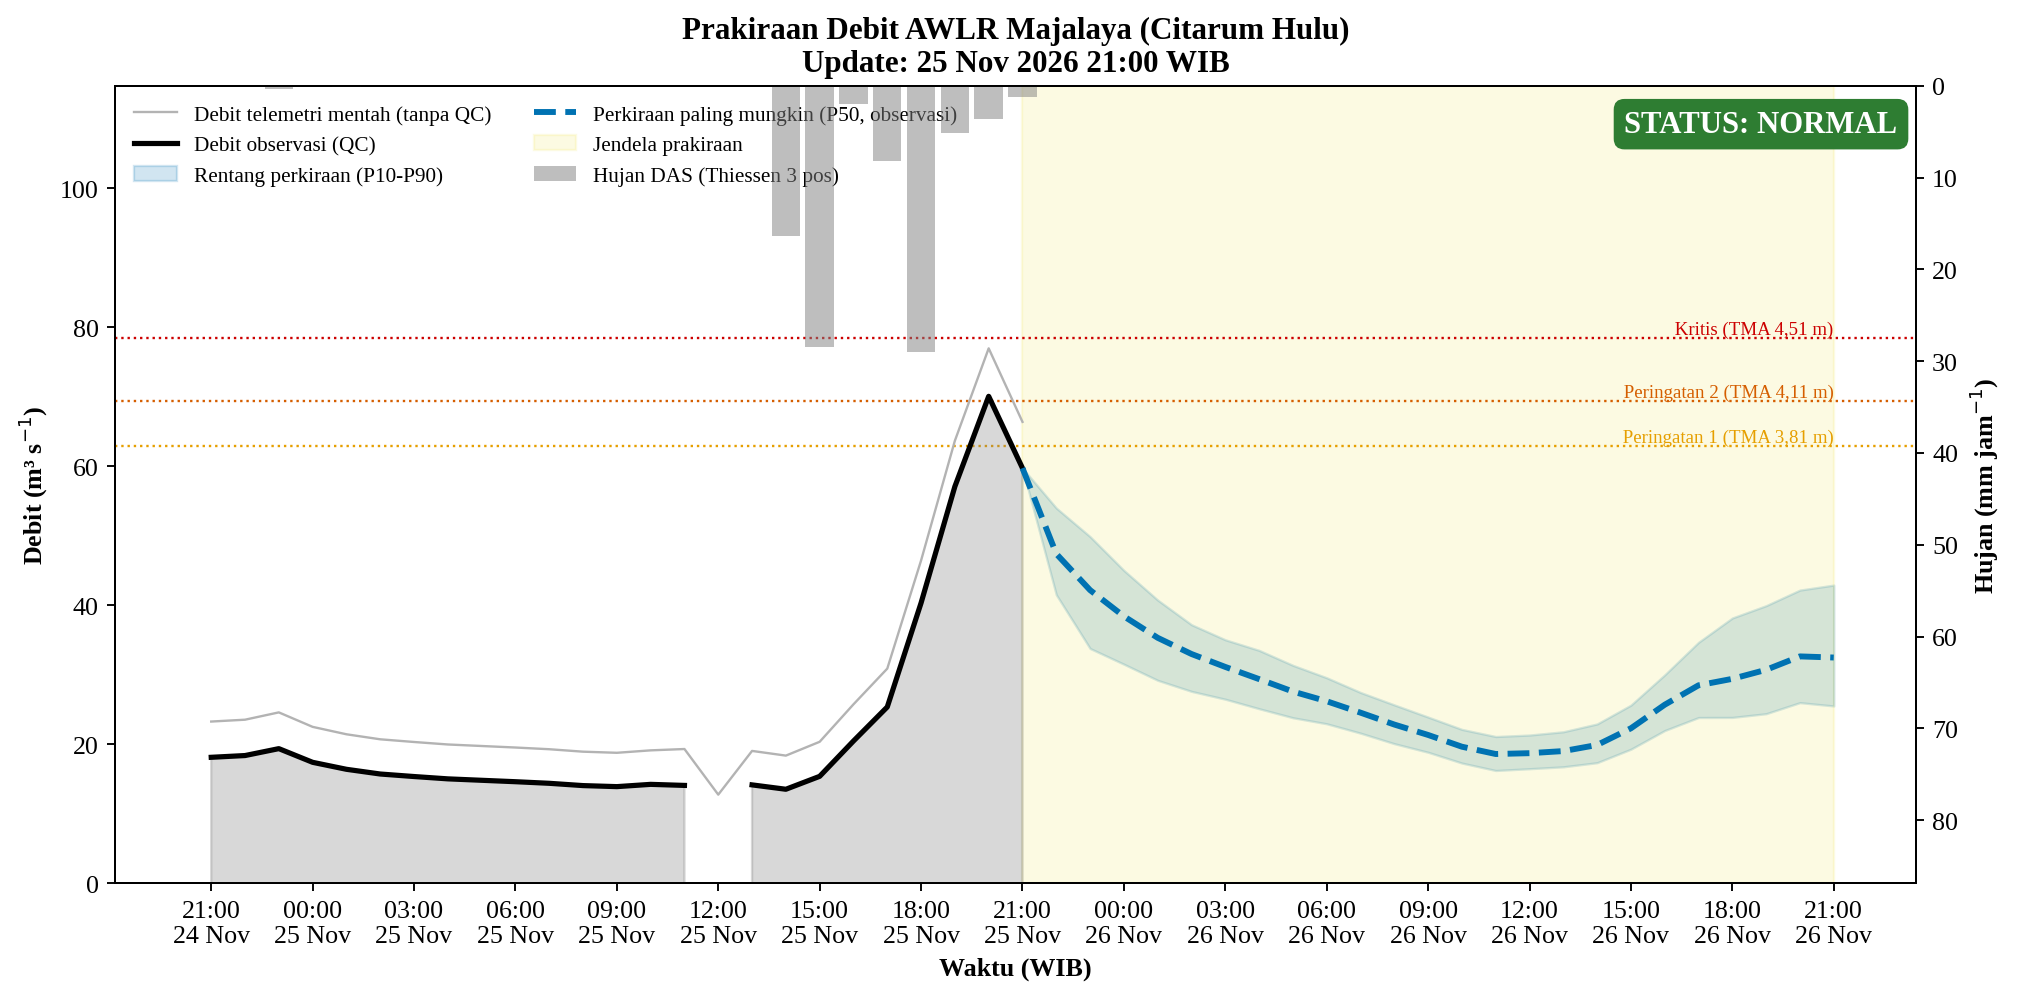 Prakiraan Debit AWLR Majalaya (Citarum Hulu)
Update: 25 Nov 2026 21:00 WIB
Debit telemetri mentah (tanpa QC)
Debit observasi (QC)
Rentang perkiraan (P10-P90)
Perkiraan paling mungkin (P50, observasi)
Jendela prakiraan
Hujan DAS (Thiessen 3 pos)
STATUS: NORMAL
Kritis (TMA 4,51 m)
Peringatan 2 (TMA 4,11 m)
Peringatan 1 (TMA 3,81 m)
Debit (m³ s⁻¹)
100
80
60
40
20
0
Hujan (mm jam⁻¹)
0
10
20
30
40
50
60
70
80
21:00 00:00 03:00 06:00 09:00 12:00 15:00 18:00 21:00 00:00 03:00 06:00 09:00 12:00 15:00 18:00 21:00
24 Nov 25 Nov 25 Nov 25 Nov 25 Nov 25 Nov 25 Nov 25 Nov 25 Nov 26 Nov 26 Nov 26 Nov 26 Nov 26 Nov 26 Nov 26 Nov 26 Nov
Waktu (WIB)